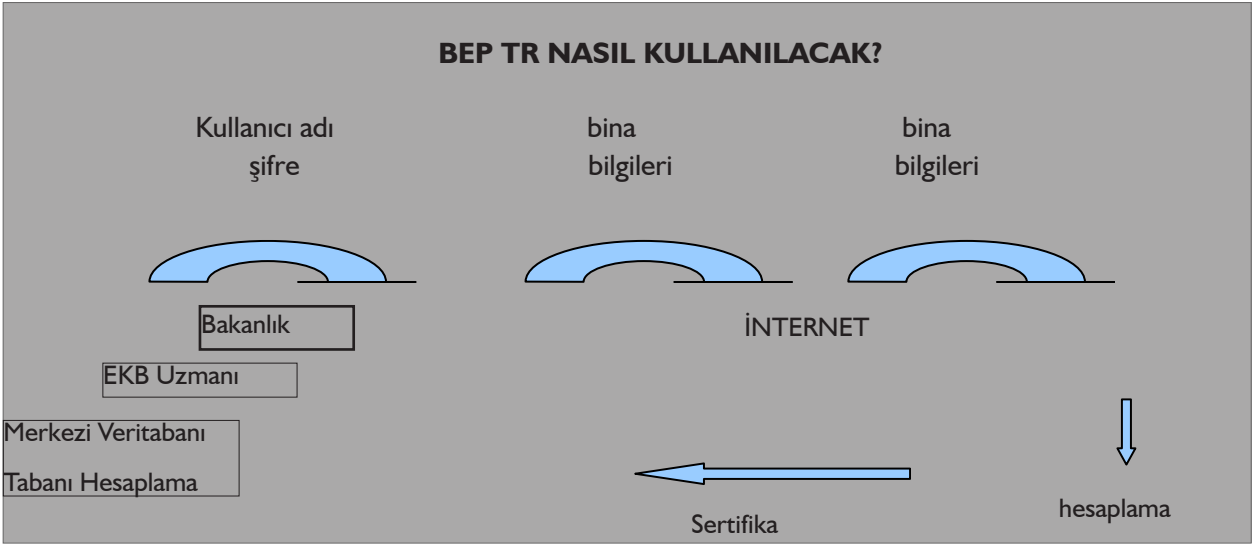 BEP TR NASIL KULLANILACAK?
Kullanıcı adı
şifre
bina
bilgileri
bina
bilgileri
Bakanlık
İNTERNET
EKB Uzmanı
Merkezi Veritabanı
Tabanı Hesaplama
hesaplama
Sertifika